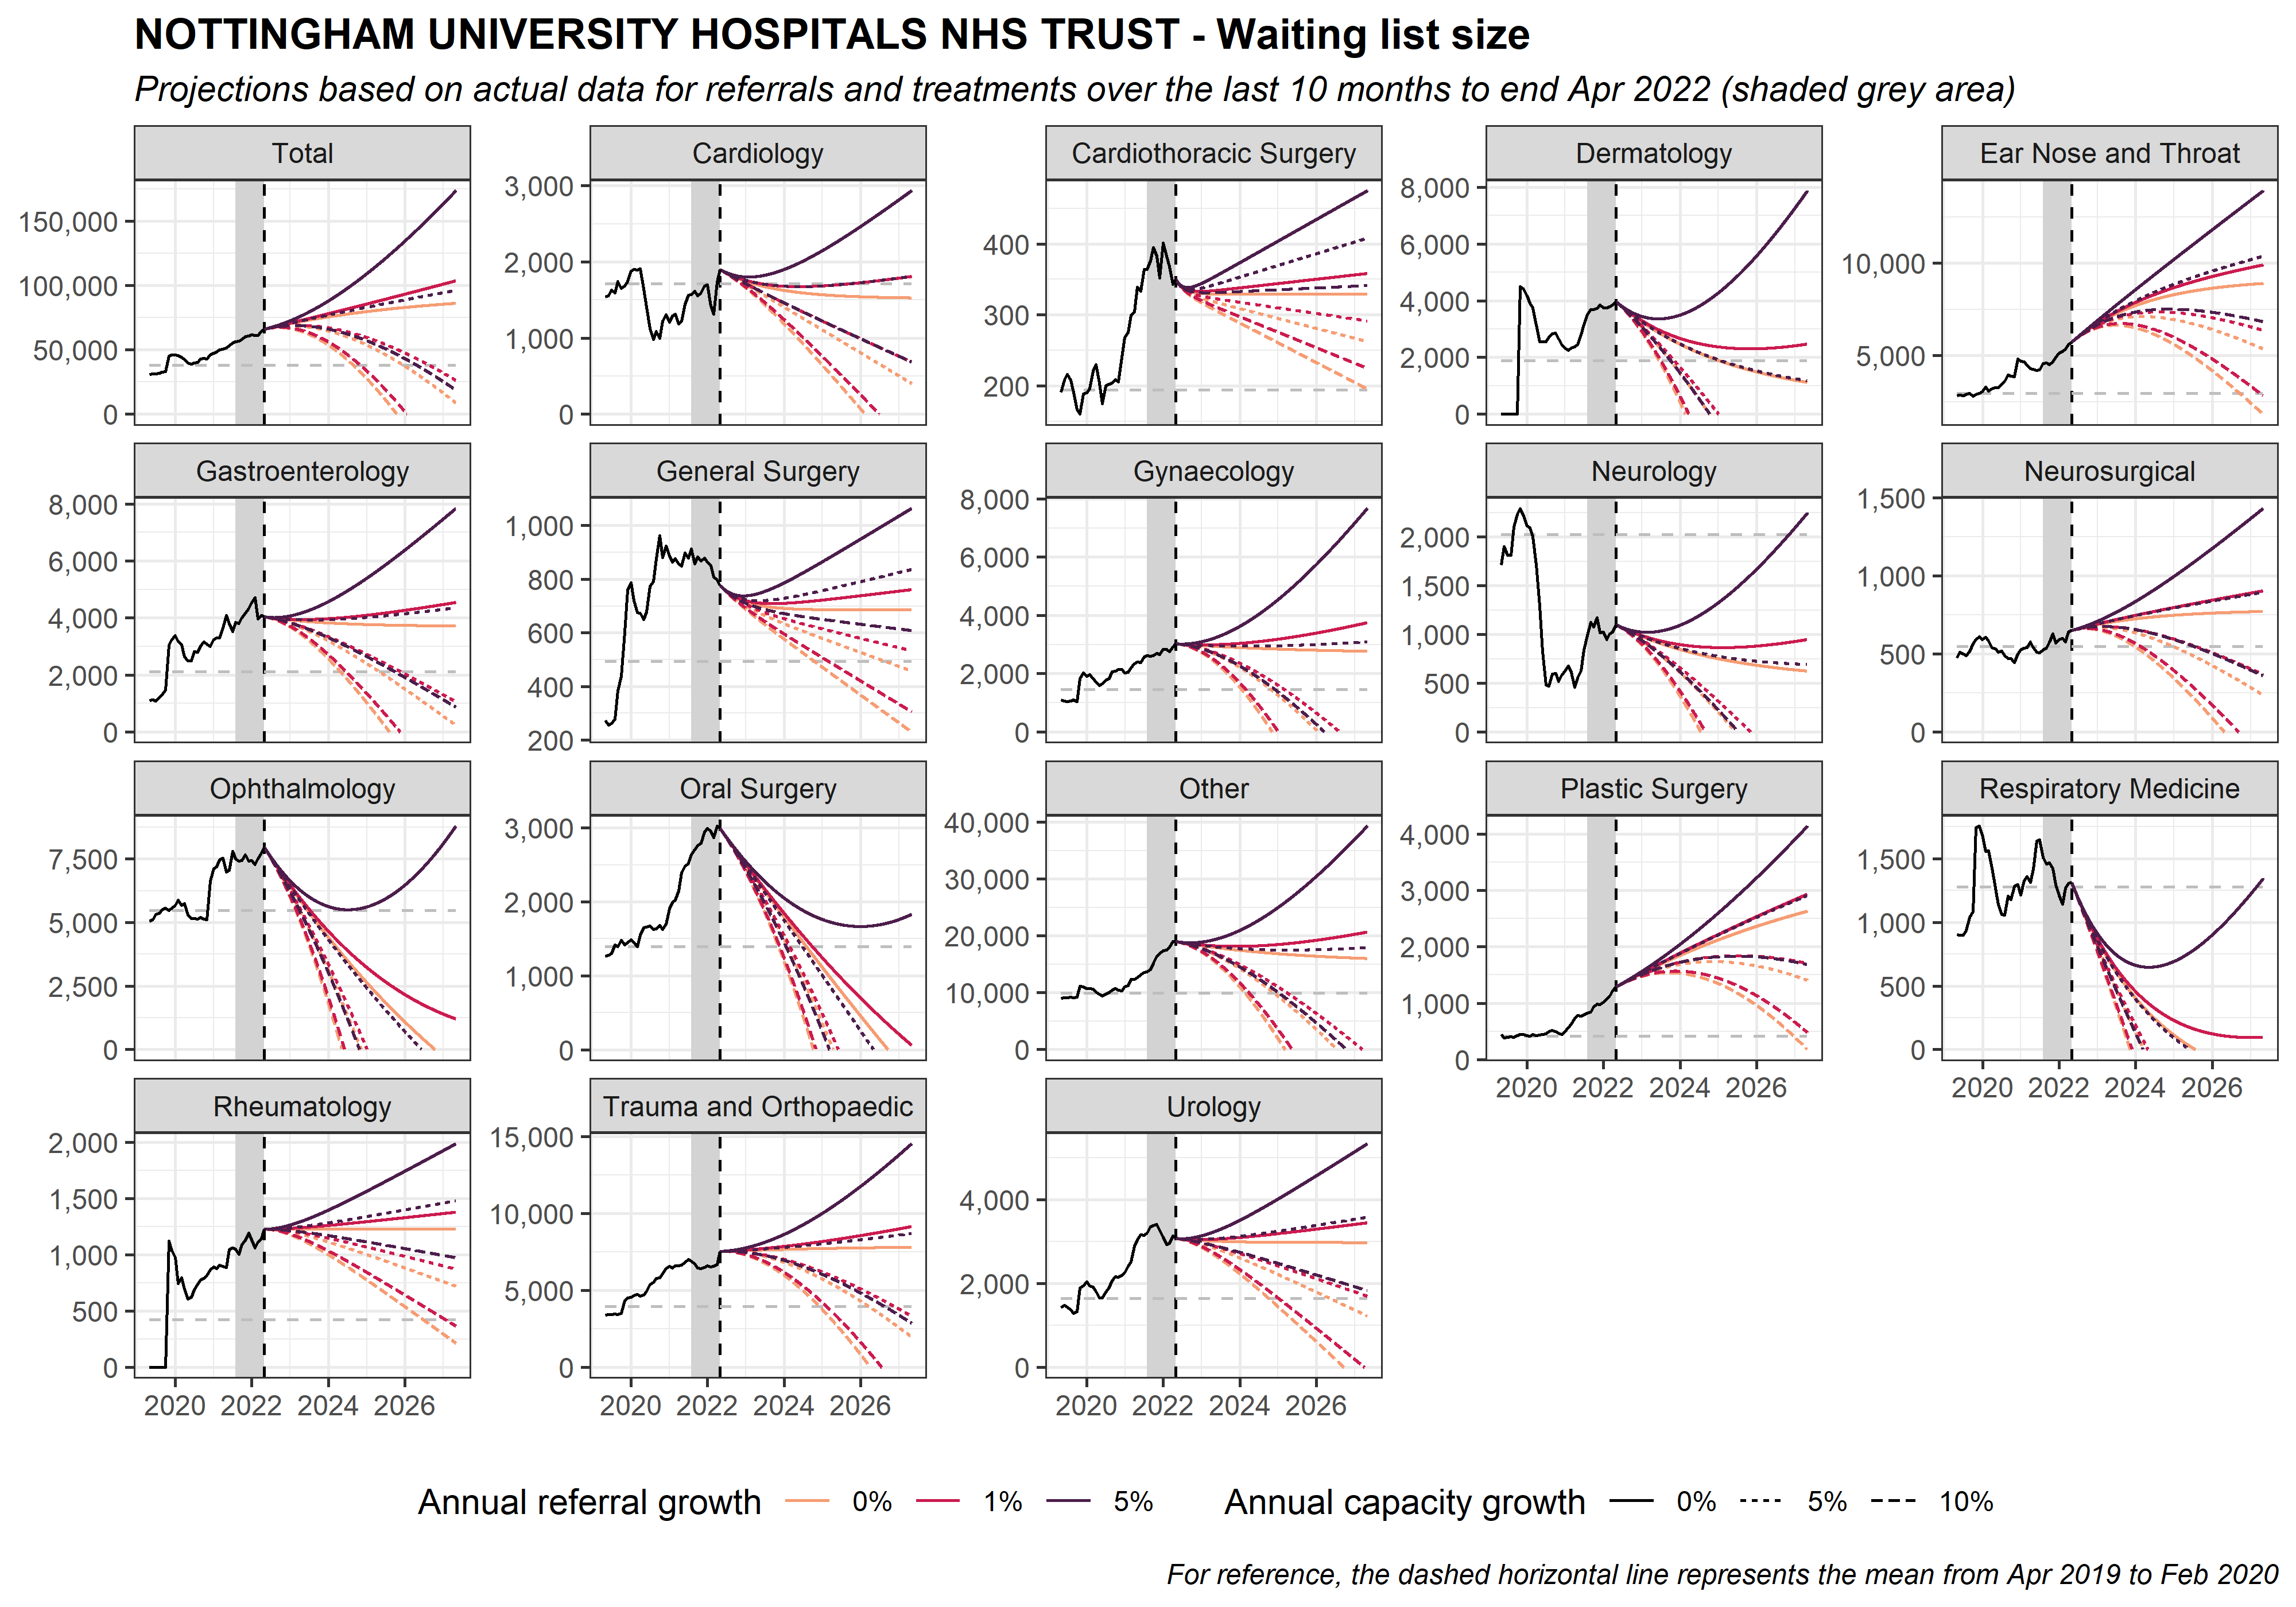 NOTTINGHAM UNIVERSITY HOSPITALS NHS TRUST - Waiting list size
Projections based on actual data for referrals and treatments over the last 10 months to end Apr 2022 (shaded grey area)
Total
150,000
100,000
50,000
0
Cardiology
3,000
2,000
1,000
0
Cardiothoracic Surgery
400
300
200
Dermatology
8,000
6,000
4,000
2,000
0
Ear Nose and Throat
10,000
5,000
Gastroenterology
8,000
6,000
4,000
2,000
0
General Surgery
1,000
800
600
400
200
Gynaecology
8,000
6,000
4,000
2,000
0
Neurology
2,000
1,500
1,000
500
0
Neurosurgical
1,500
1,000
500
0
Ophthalmology
7,500
5,000
2,500
0
Oral Surgery
3,000
2,000
1,000
0
Other
40,000
30,000
20,000
10,000
0
Plastic Surgery
4,000
3,000
2,000
1,000
0
2020 2022 2024 2026
Respiratory Medicine
1,500
1,000
500
0
2020 2022 2024 2026
Rheumatology
2,000
1,500
1,000
500
0
2020 2022 2024 2026
Trauma and Orthopaedic
15,000
10,000
5,000
0
2020 2022 2024 2026
Urology
4,000
2,000
0
2020 2022 2024 2026
Annual referral growth 0% 1% 5% Annual capacity growth 0% 5% 10%
For reference, the dashed horizontal line represents the mean from Apr 2019 to Feb 2020